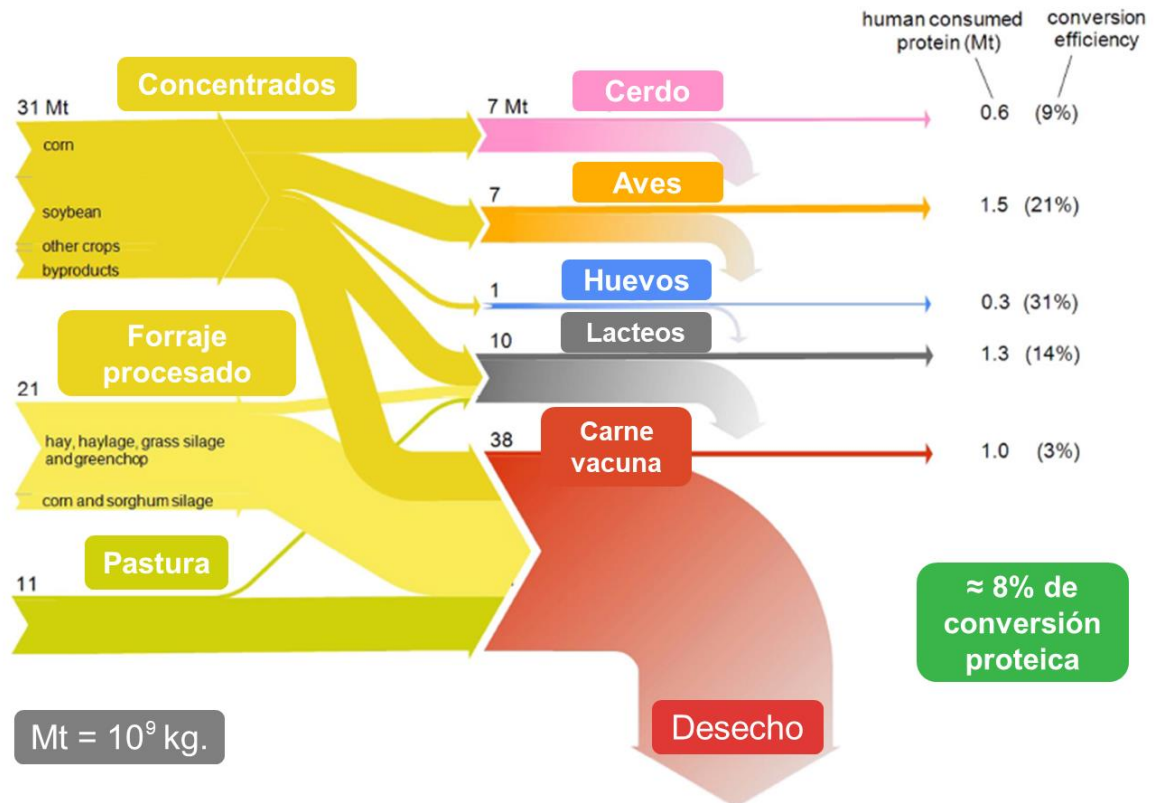 human consumed
protein (Mt)
conversion
efficiency
Concentrados
31 Mt
corn
soybean
other crops
byproducts
7 Mt
Cerdo
0.6 (9%)
7
Aves
1.5 (21%)
1
Huevos
0.3 (31%)
10
Lacteos
1.3 (14%)
Forraje
procesado
21
hay, haylage, grass silage
and greenchop
corn and sorghum silage
38
Carne
vacuna
1.0 (3%)
Pastura
11
≈ 8% de
conversión
proteica
Mt = 10⁹ kg.
Desecho